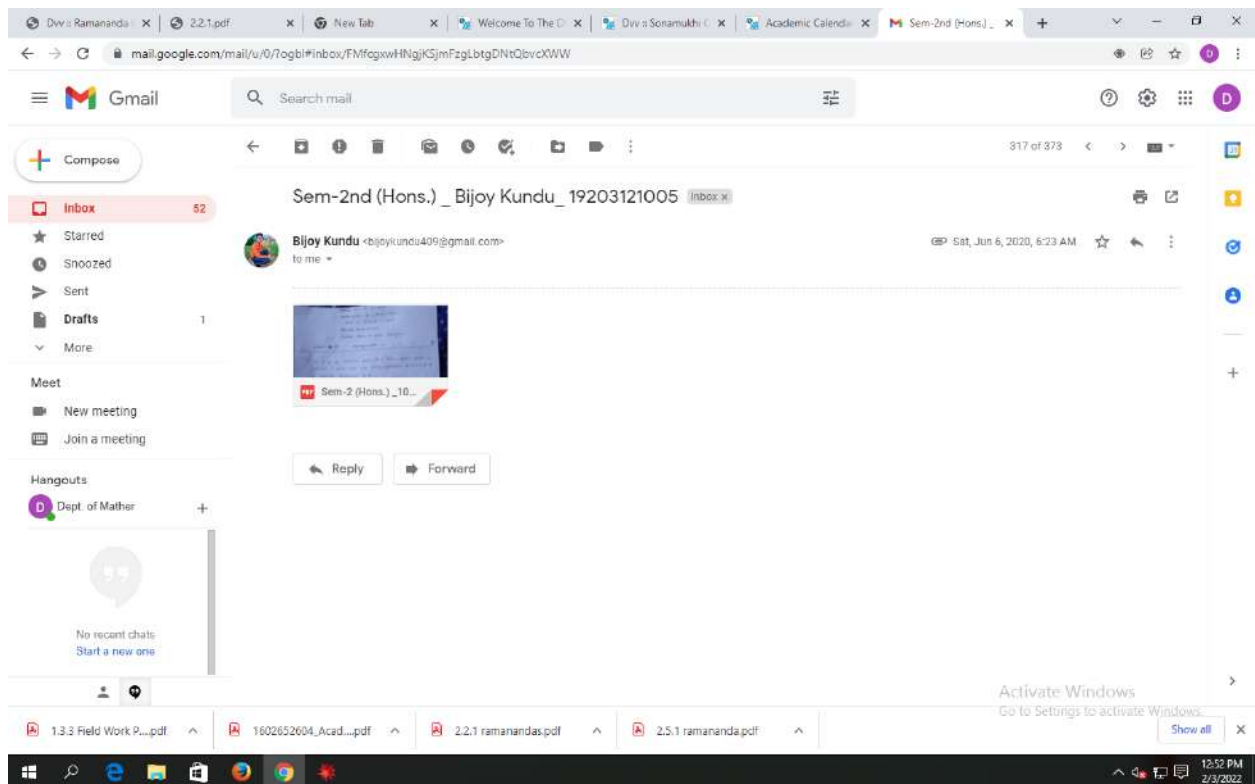 Dvv :: Ramananda
2.2.1.pdf
New Tab
Welcome To The
Dvv :: Sonamukhi
Academic Calenda
Sem-2nd (Hons.) _
mail.google.com/mail/u/0/?ogbl#inbox/FMfcgxwHNgjKSjmFzgLbtgDNtQbvcXWW
Gmail
Search mail
D
Compose
317 of 373
Sem-2nd (Hons.) _ Bijoy Kundu_ 19203121005 Inbox x
Inbox 52
Starred
Snoozed
Sent
Drafts 1
More
Bijoy Kundu <bijoykundu409@gmail.com>
Sat, Jun 6, 2020, 6:23 AM
to me
PDF Sem-2 (Hons.) _10...
Meet
New meeting
Join a meeting
Reply
Forward
Hangouts
D Dept. of Mather
No recent chats
Start a new one
Activate Windows
Go to Settings to activate Windows.
1.3.3 Field Work P....pdf
1602652604_Acad....pdf
2.2.1 ramanandas.pdf
2.5.1 ramananda.pdf
Show all
12:52 PM
2/3/2022